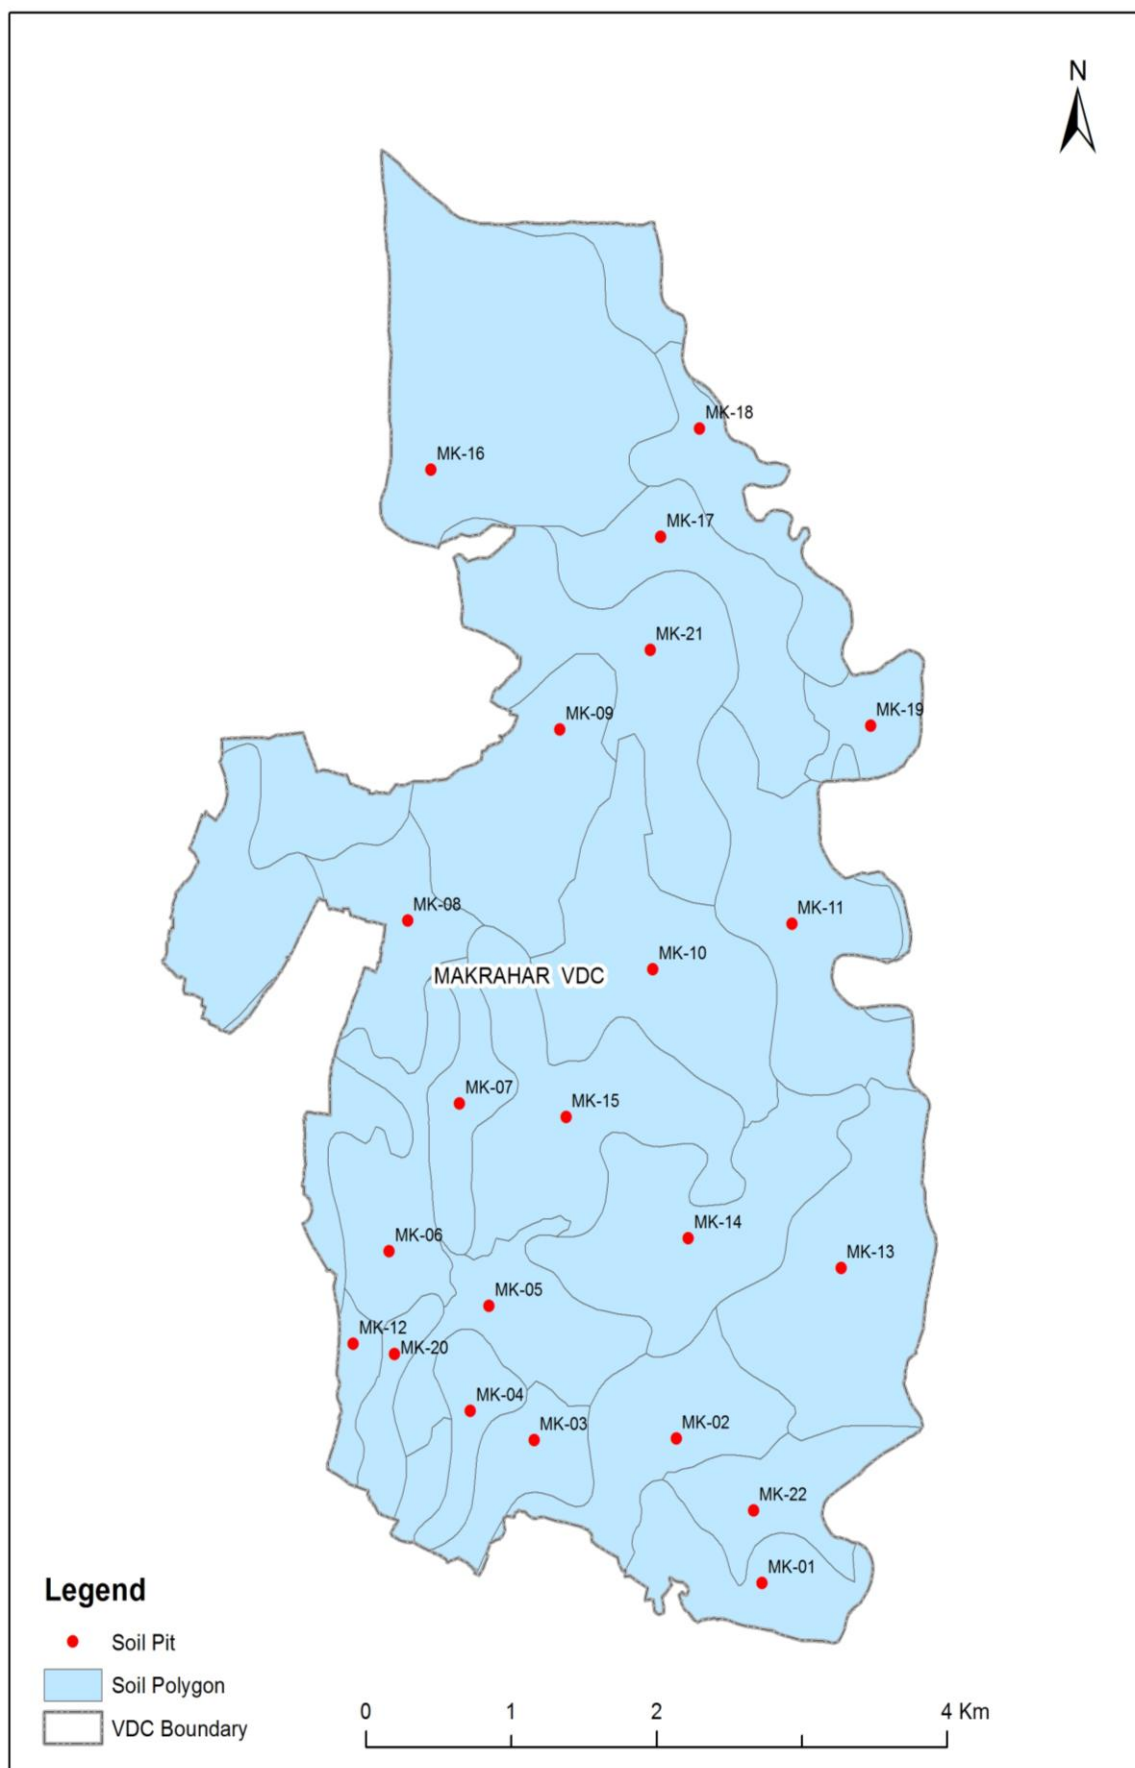 N
MK-18
MK-16
MK-17
MK-21
MK-09
MK-19
MK-08
MK-11
MK-10
MAKRAHAR VDC
MK-07
MK-15
MK-14
MK-06
MK-13
MK-05
MK-12
MK-20
MK-04
MK-03
MK-02
MK-22
MK-01
Legend
Soil Pit
Soil Polygon
VDC Boundary
0 1 2 4 Km